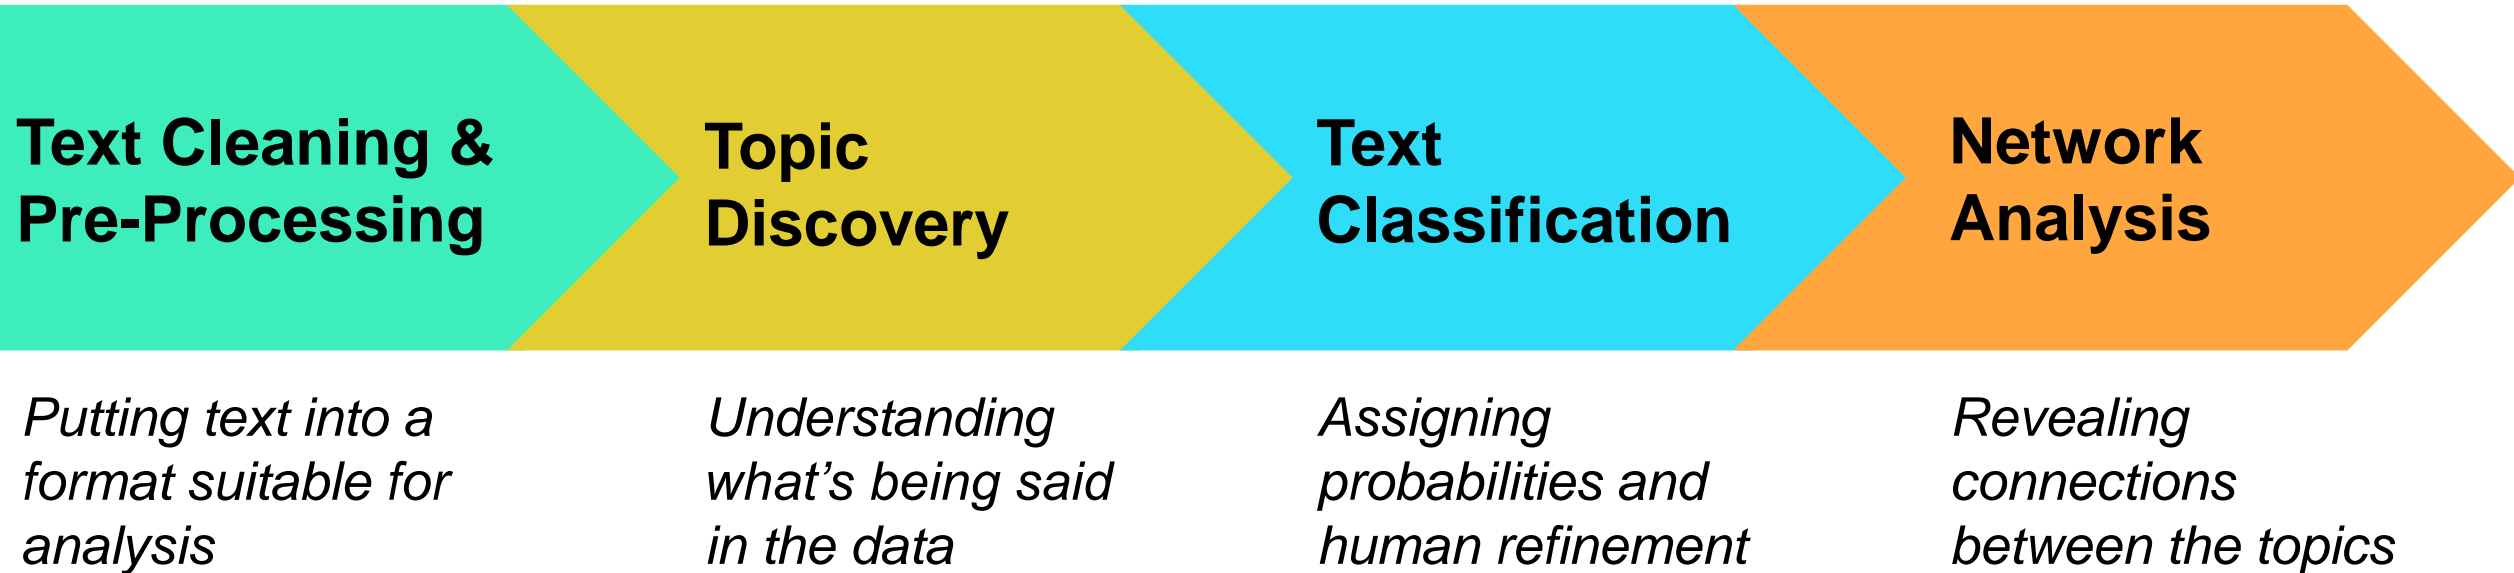 Text Cleaning &
Pre-Processing
Topic
Discovery
Text
Classification
Network
Analysis
Putting text into a
format suitable for
analysis
Understanding
what's being said
in the data
Assigning
probabilities and
human refinement
Revealing
connections
between the topics